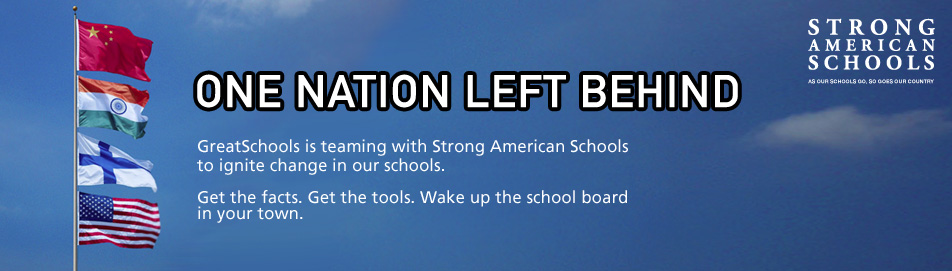 STRONG
AMERICAN
SCHOOLS
AS OUR SCHOOLS GO, SO GOES OUR COUNTRY
ONE NATION LEFT BEHIND
GreatSchools is teaming with Strong American Schools
to ignite change in our schools.
Get the facts. Get the tools. Wake up the school board
in your town.